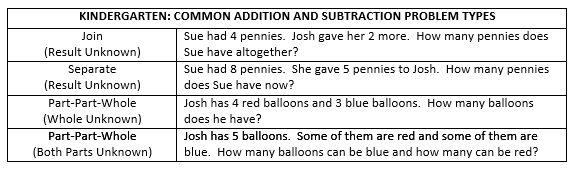 KINDERGARTEN: COMMON ADDITION AND SUBTRACTION PROBLEM TYPES
Join
(Result Unknown)
Sue had 4 pennies. Josh gave her 2 more. How many pennies does
Sue have altogether?
Separate
(Result Unknown)
Sue had 8 pennies. She gave 5 pennies to Josh. How many pennies
does Sue have now?
Part-Part-Whole
(Whole Unknown)
Josh has 4 red balloons and 3 blue balloons. How many balloons
does he have?
Part-Part-Whole
(Both Parts Unknown)
Josh has 5 balloons. Some of them are red and some of them are
blue. How many balloons can be blue and how many can be red?